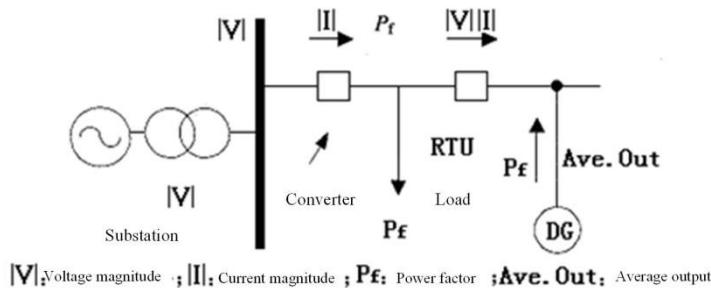 |V| |I| Pf |V||I|
RTU
Pf Ave.Out
|V| Converter Load
Pf DG
Substation
|V|:Voltage magnitude ;|I|: Current magnitude ; Pf: Power factor ;Ave.Out: Average output